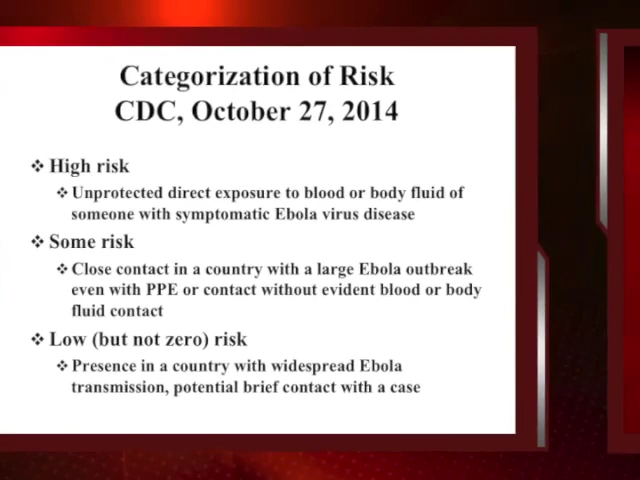 Categorization of Risk
CDC, October 27, 2014
❖ High risk
❖ Unprotected direct exposure to blood or body fluid of
someone with symptomatic Ebola virus disease
❖ Some risk
❖ Close contact in a country with a large Ebola outbreak
even with PPE or contact without evident blood or body
fluid contact
❖ Low (but not zero) risk
❖ Presence in a country with widespread Ebola
transmission, potential brief contact with a case